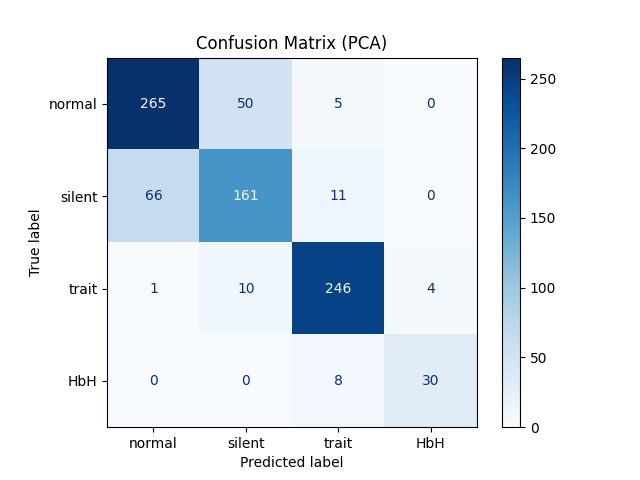 Confusion Matrix (PCA)
normal 265 50 5 0
silent 66 161 11 0
trait 1 10 246 4
HbH 0 0 8 30
normal silent trait HbH
Predicted label
True label
250
200
150
100
50
0